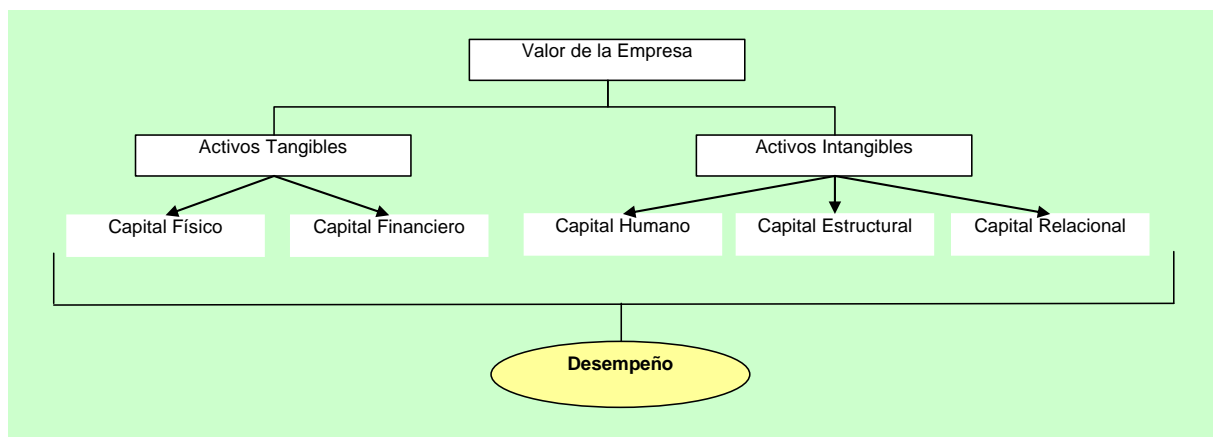 Valor de la Empresa
Activos Tangibles
Activos Intangibles
Capital Físico
Capital Financiero
Capital Humano
Capital Estructural
Capital Relacional
Desempeño